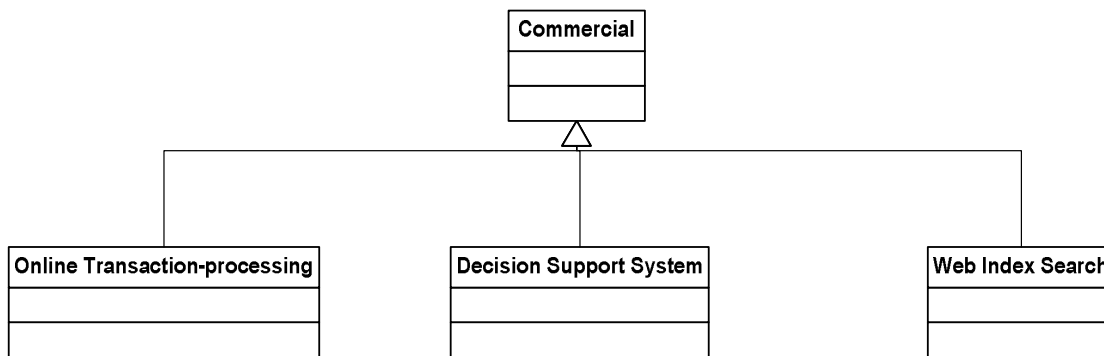 Commercial
Online Transaction-processing
Decision Support System
Web Index Search